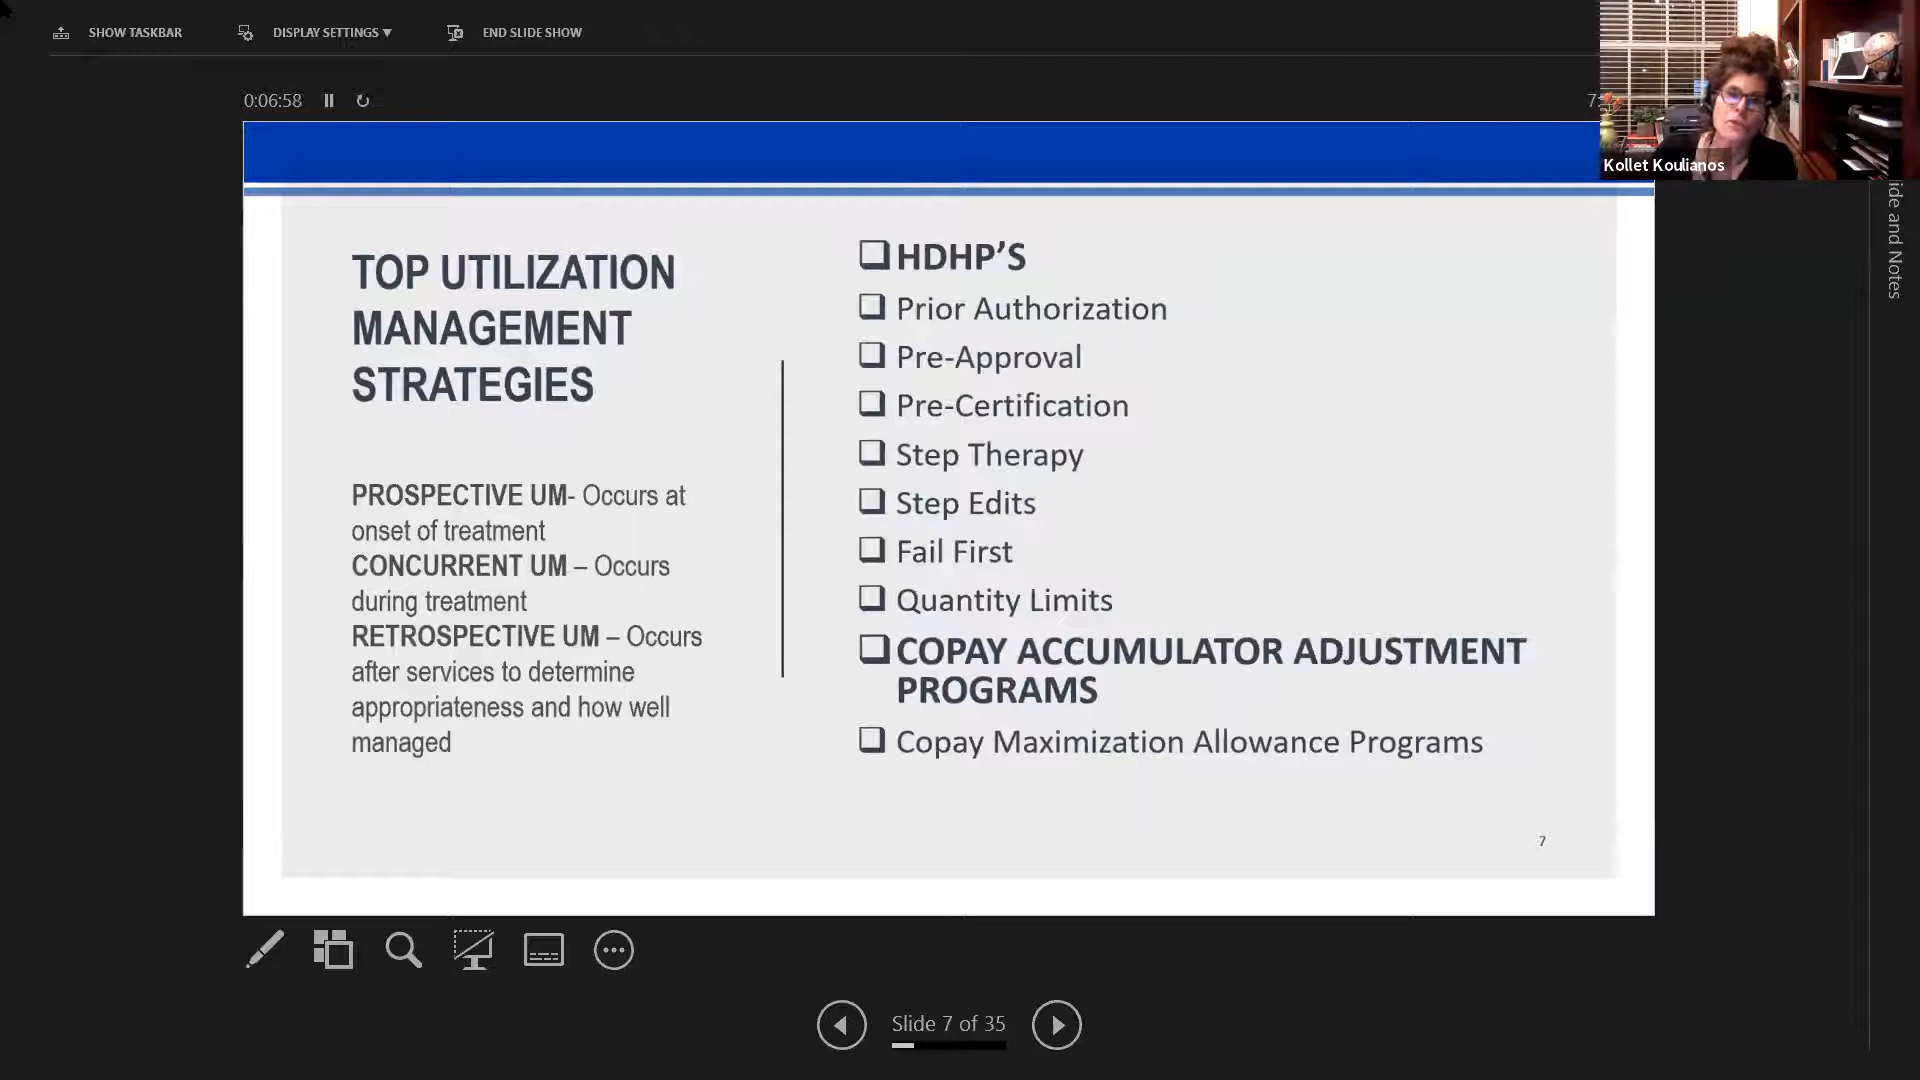 SHOW TASKBAR
DISPLAY SETTINGS ▼
END SLIDE SHOW
0:06:58
7:
Kollet Koulianos
ide and Notes
TOP UTILIZATION
MANAGEMENT
STRATEGIES
PROSPECTIVE UM- Occurs at
onset of treatment
CONCURRENT UM – Occurs
during treatment
RETROSPECTIVE UM – Occurs
after services to determine
appropriateness and how well
managed
HDHP’S
Prior Authorization
Pre-Approval
Pre-Certification
Step Therapy
Step Edits
Fail First
Quantity Limits
COPAY ACCUMULATOR ADJUSTMENT
PROGRAMS
Copay Maximization Allowance Programs
7
Slide 7 of 35